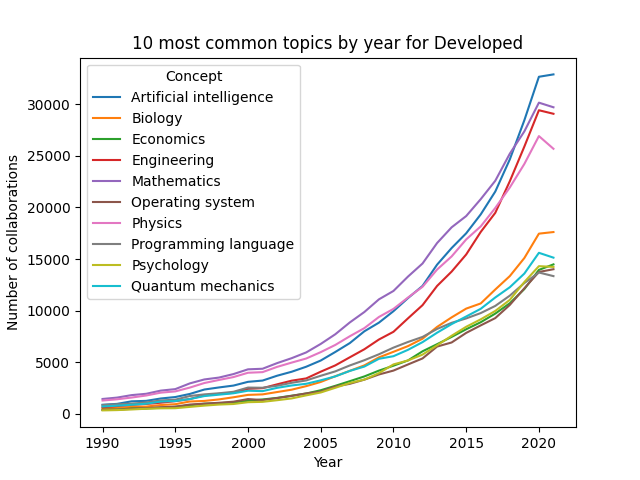 10 most common topics by year for Developed
Concept
Artificial intelligence
Biology
Economics
Engineering
Mathematics
Operating system
Physics
Programming language
Psychology
Quantum mechanics
Number of collaborations
30000
25000
20000
15000
10000
5000
0
1990 1995 2000 2005 2010 2015 2020
Year